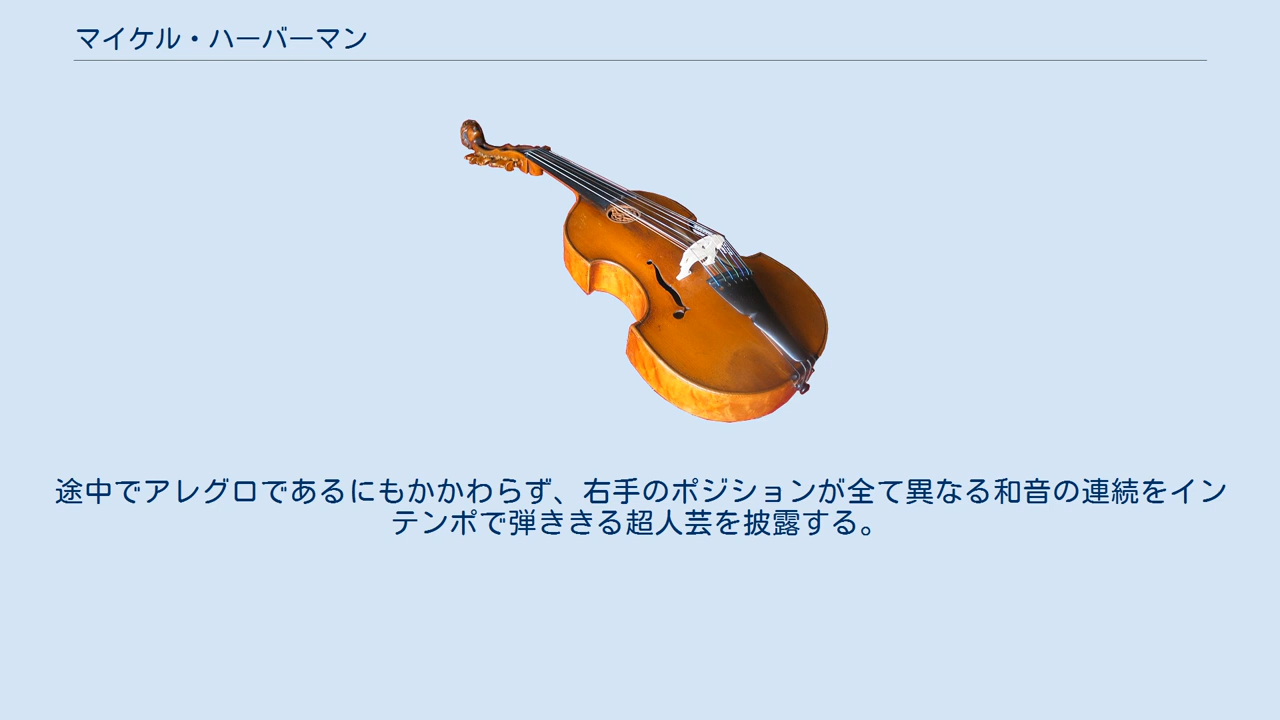 マイケル・ハーバーマン
途中でアレグロであるにもかかわらず、右手のポジションが全て異なる和音の連続をイン
テンポで弾ききる超人芸を披露する。